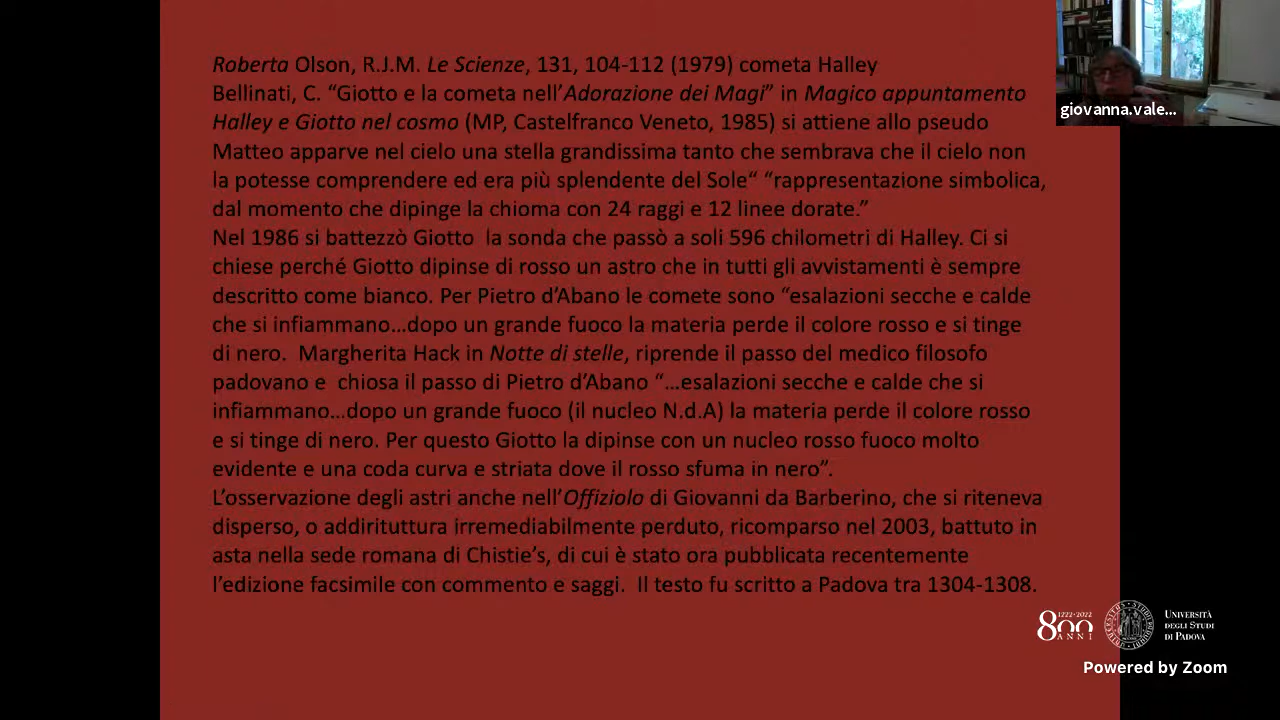 Roberta Olson, R.J.M. Le Scienze, 131, 104-112 (1979) cometa Halley
Bellinati, C. “Giotto e la cometa nell’Adorazione dei Magi” in Magico appuntamento
Halley e Giotto nel cosmo (MP, Castelfranco Veneto, 1985) si attiene allo pseudo
Matteo apparve nel cielo una stella grandissima tanto che sembrava che il cielo non
la potesse comprendere ed era più splendente del Sole“ “rappresentazione simbolica,
dal momento che dipinge la chioma con 24 raggi e 12 linee dorate.”
Nel 1986 si battezzò Giotto  la sonda che passò a soli 596 chilometri di Halley. Ci si
chiese perché Giotto dipinse di rosso un astro che in tutti gli avvistamenti è sempre
descritto come bianco. Per Pietro d’Abano le comete sono “esalazioni secche e calde
che si infiammano…dopo un grande fuoco la materia perde il colore rosso e si tinge
di nero.  Margherita Hack in Notte di stelle, riprende il passo del medico filosofo
padovano e  chiosa il passo di Pietro d’Abano “…esalazioni secche e calde che si
infiammano…dopo un grande fuoco (il nucleo N.d.A) la materia perde il colore rosso
e si tinge di nero. Per questo Giotto la dipinse con un nucleo rosso fuoco molto
evidente e una coda curva e striata dove il rosso sfuma in nero”.
L’osservazione degli astri anche nell’Offiziolo di Giovanni da Barberino, che si riteneva
disperso, o addirituttura irremediabilmente perduto, ricomparso nel 2003, battuto in
asta nella sede romana di Chistie’s, di cui è stato ora pubblicata recentemente
l’edizione facsimile con commento e saggi.  Il testo fu scritto a Padova tra 1304-1308.
giovanna.vale...
1222·2022
800
ANNI
UNIVERSITÀ
DEGLI STUDI
DI PADOVA
Powered by Zoom